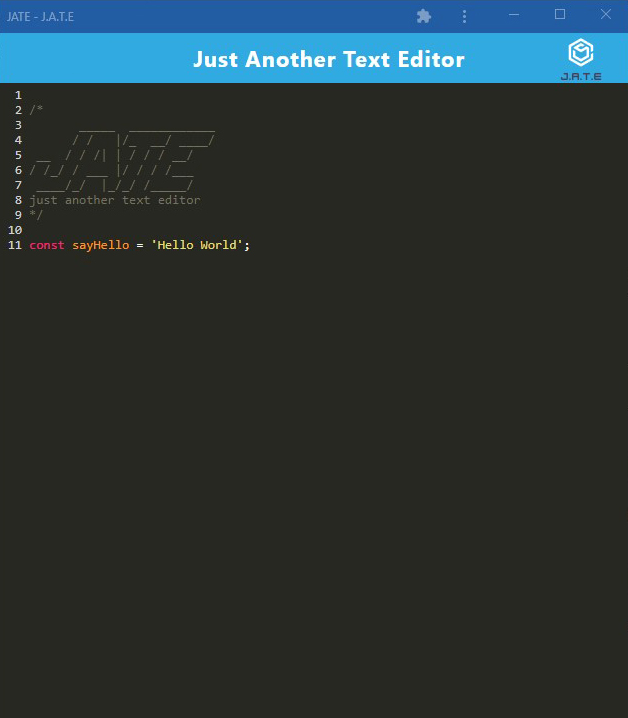 JATE - J.A.T.E
Just Another Text Editor
J.A.T.E
1
2 /*
3        _____  ____________
4       / /   |/_  __/ ____/
5  __  / / /| | / / / __/
6 / /_/ / ___ |/ / / /___
7  ____/_/  |_/_/ /_____/
8 just another text editor
9 */
10
11 const sayHello = 'Hello World';